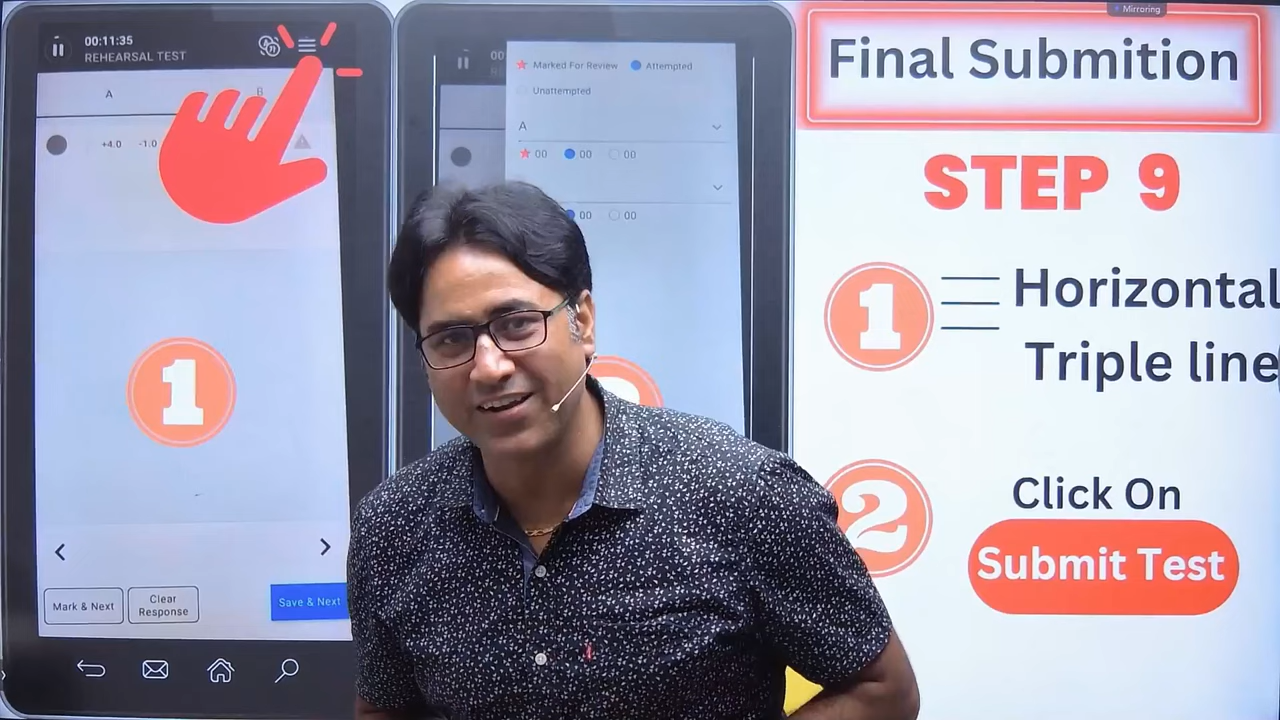 00:11:35
REHEARSAL TEST
A
B
+4.0 -1.0
1
Mark & Next
Clear
Response
Save & Next
00
Marked For Review
Attempted
Unattempted
A
00 00 00
00 00
Mirroring
Final Submition
STEP 9
1 Horizontal
Triple line
2 Click On
Submit Test